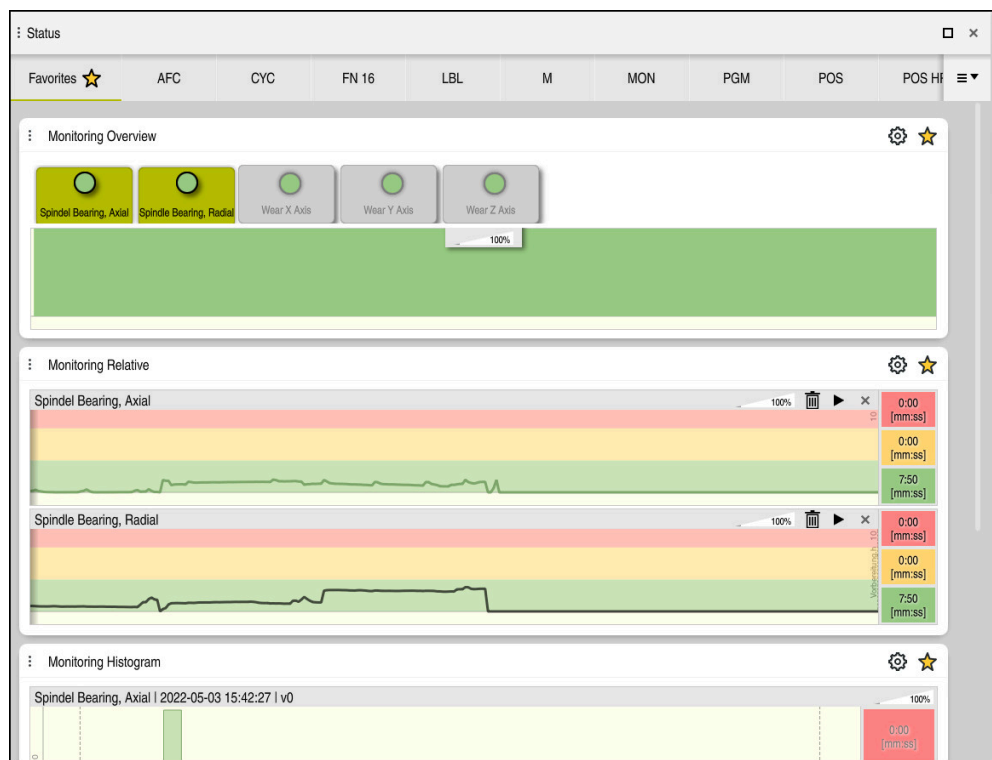 Status
Favorites AFC CYC FN 16 LBL M MON PGM POS POS HF
Monitoring Overview
Spindel Bearing, Axial Spindle Bearing, Radial Wear X Axis Wear Y Axis Wear Z Axis
100%
Monitoring Relative
Spindel Bearing, Axial 100%
10
0:00
[mm:ss]
0:00
[mm:ss]
7:50
[mm:ss]
Spindle Bearing, Radial 100%
10
Vorbereitung.h
0:00
[mm:ss]
0:00
[mm:ss]
7:50
[mm:ss]
Monitoring Histogram
Spindel Bearing, Axial | 2022-05-03 15:42:27 | v0 100%
0:00
[mm:ss]
0